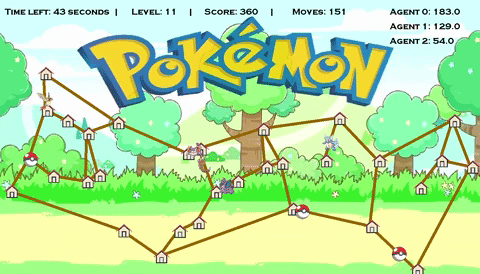 Time left: 43 seconds | Level: 11 | Score: 360 | Moves: 151
Agent 0: 183.0
Agent 1: 129.0
Agent 2: 54.0
POKéMON